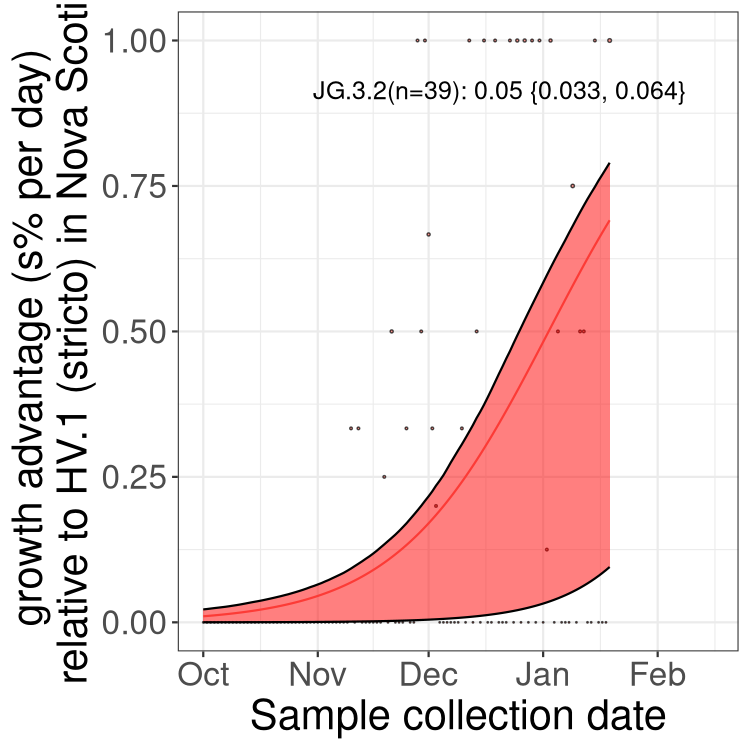 growth advantage (s% per day)
relative to HV.1 (stricto) in Nova Scoti
1.00
0.75
0.50
0.25
0.00
JG.3.2(n=39): 0.05 {0.033, 0.064}
Oct Nov Dec Jan Feb
Sample collection date